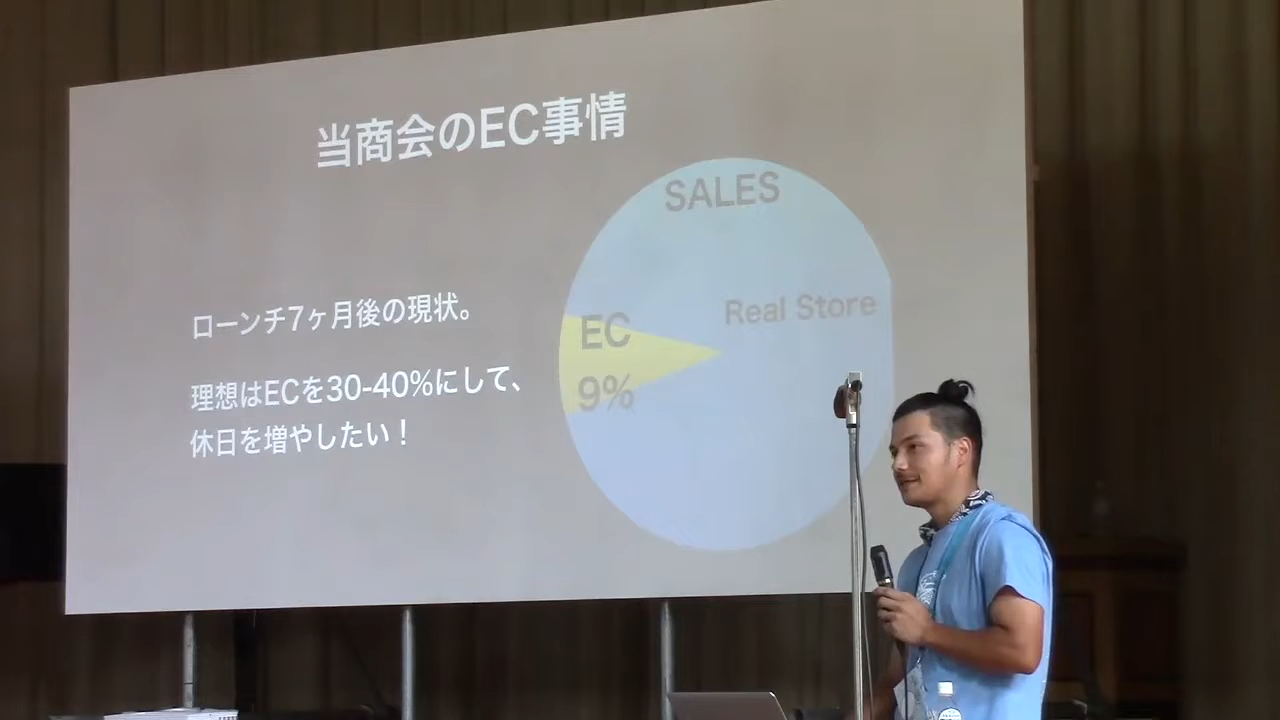 当商会のEC事情
SALES
Real Store
EC
9%
ローンチ7ヶ月後の現状。
理想はECを30-40%にして、
休日を増やしたい！